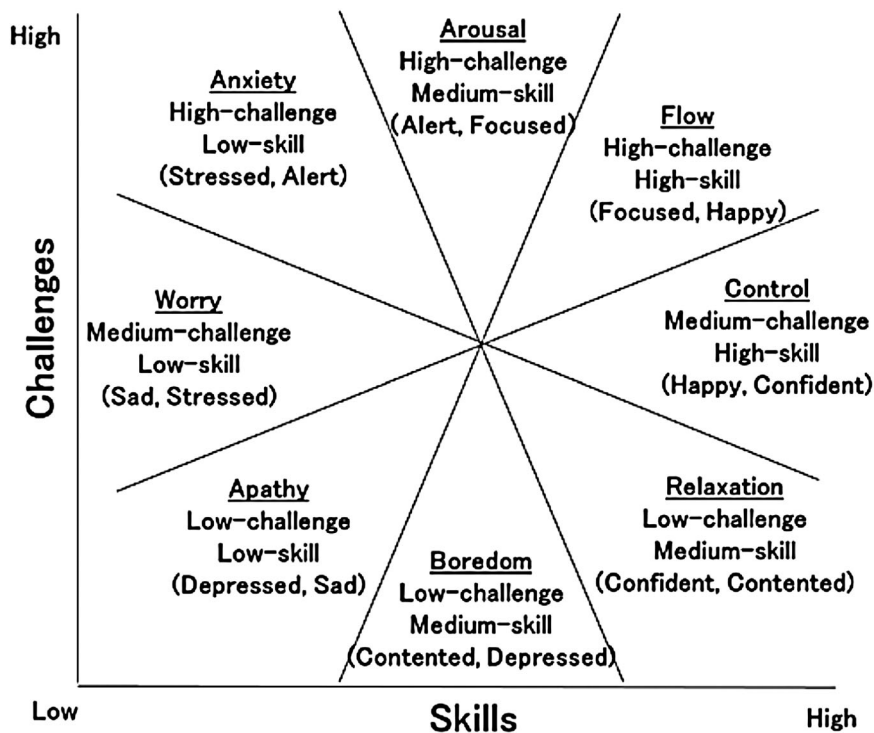 High
Arousal
High-challenge
Medium-skill
(Alert, Focused)
Anxiety
High-challenge
Low-skill
(Stressed, Alert)
Flow
High-challenge
High-skill
(Focused, Happy)
Challenges
Worry
Medium-challenge
Low-skill
(Sad, Stressed)
Control
Medium-challenge
High-skill
(Happy, Confident)
Apathy
Low-challenge
Low-skill
(Depressed, Sad)
Boredom
Low-challenge
Medium-skill
(Contented, Depressed)
Relaxation
Low-challenge
Medium-skill
(Confident, Contented)
Low
Skills
High